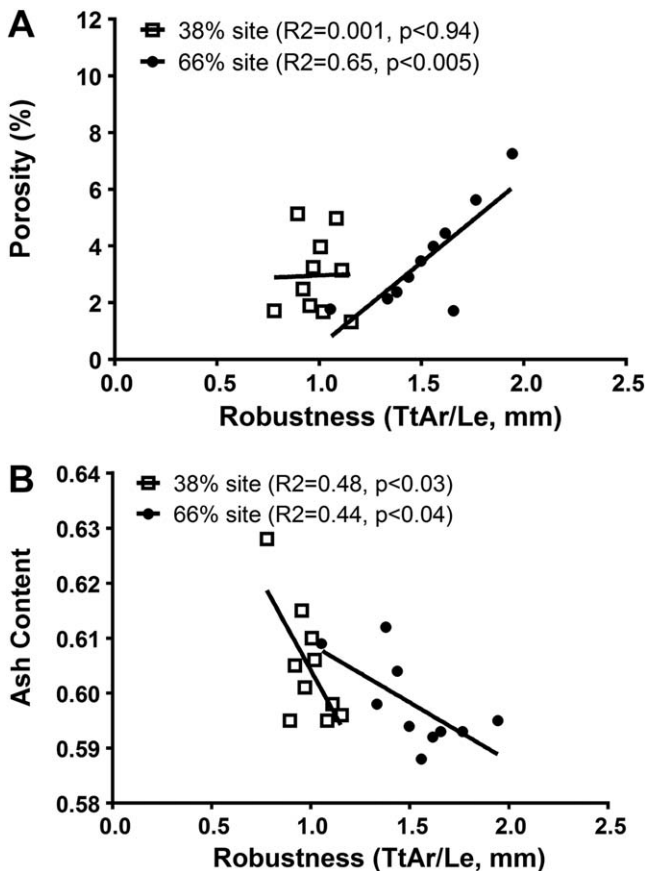 A
38% site (R2=0.001, p<0.94)
66% site (R2=0.65, p<0.005)
12
10
8
6
4
2
0
Porosity (%)
0.0 0.5 1.0 1.5 2.0 2.5
Robustness (TtAr/Le, mm)
B
38% site (R2=0.48, p<0.03)
66% site (R2=0.44, p<0.04)
0.64
0.63
0.62
0.61
0.60
0.59
0.58
Ash Content
0.0 0.5 1.0 1.5 2.0 2.5
Robustness (TtAr/Le, mm)